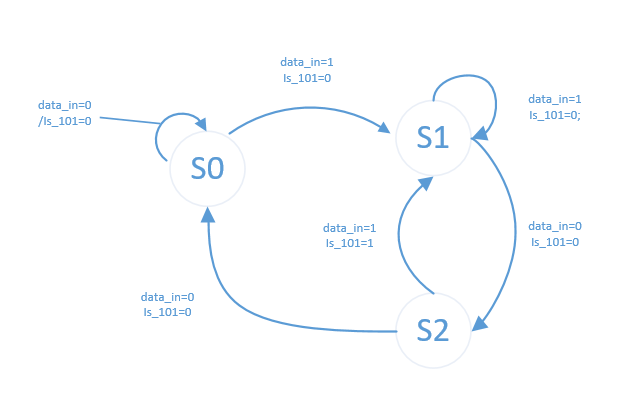 data_in=1
Is_101=0
data_in=0
/Is_101=0
data_in=1
Is_101=0;
S0
S1
data_in=1
Is_101=1
data_in=0
Is_101=0
data_in=0
Is_101=0
S2